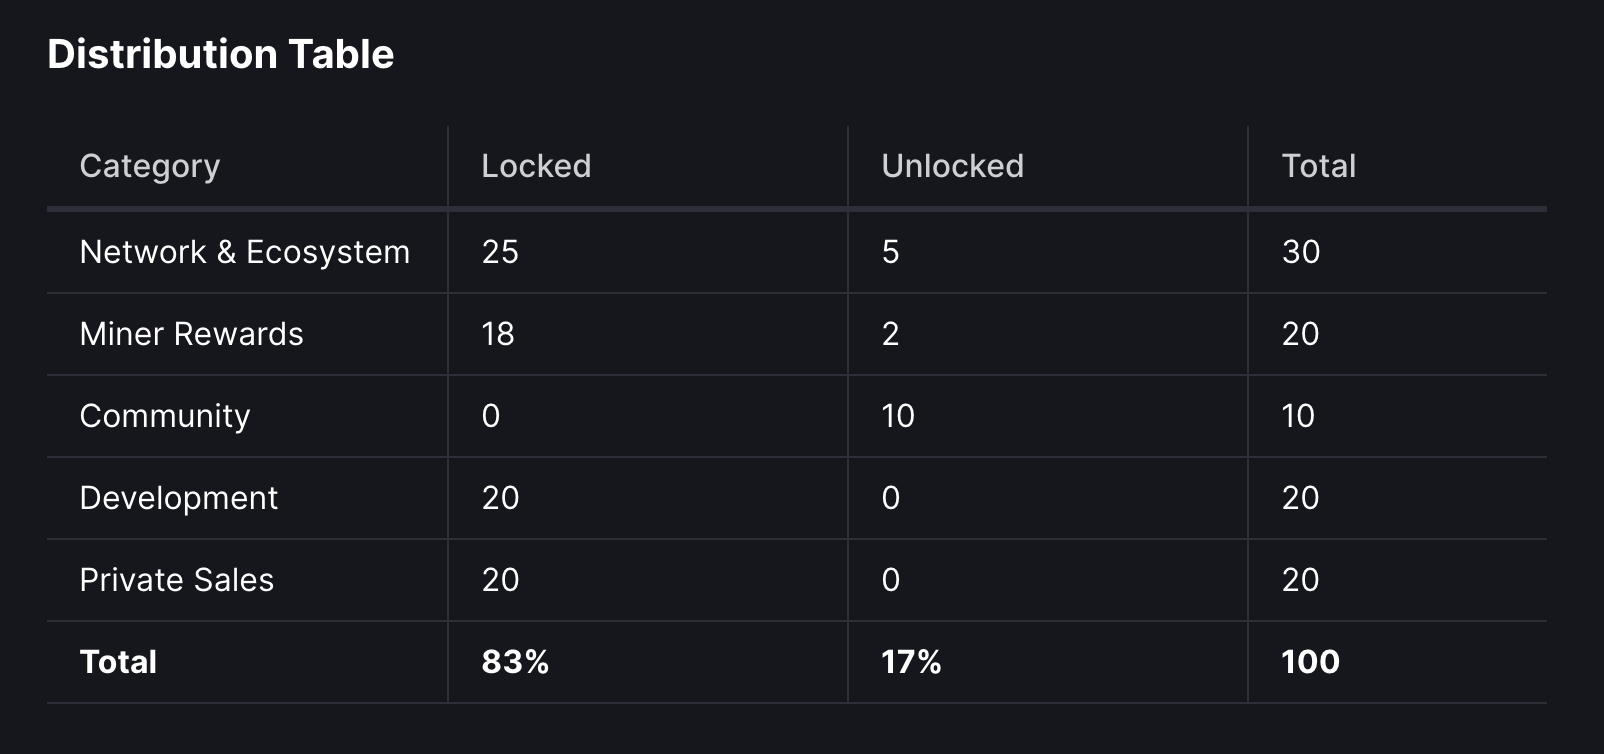 Distribution Table
Category Locked Unlocked Total
Network & Ecosystem 25 5 30
Miner Rewards 18 2 20
Community 0 10 10
Development 20 0 20
Private Sales 20 0 20
Total 83% 17% 100